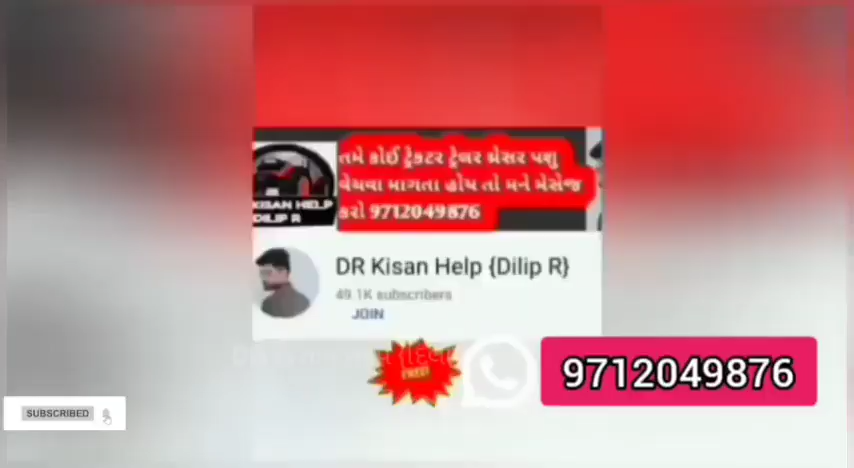 તમે કોઈ ટ્રેકટર ટ્રેલર થ્રેસર પશુ
વેચવા માગતા હોય તો મને મેસેજ
કરો 9712049876
KISAN HELP
DILIP R
DR Kisan Help {Dilip R}
49.1K subscribers
JOIN
9712049876
SUBSCRIBED